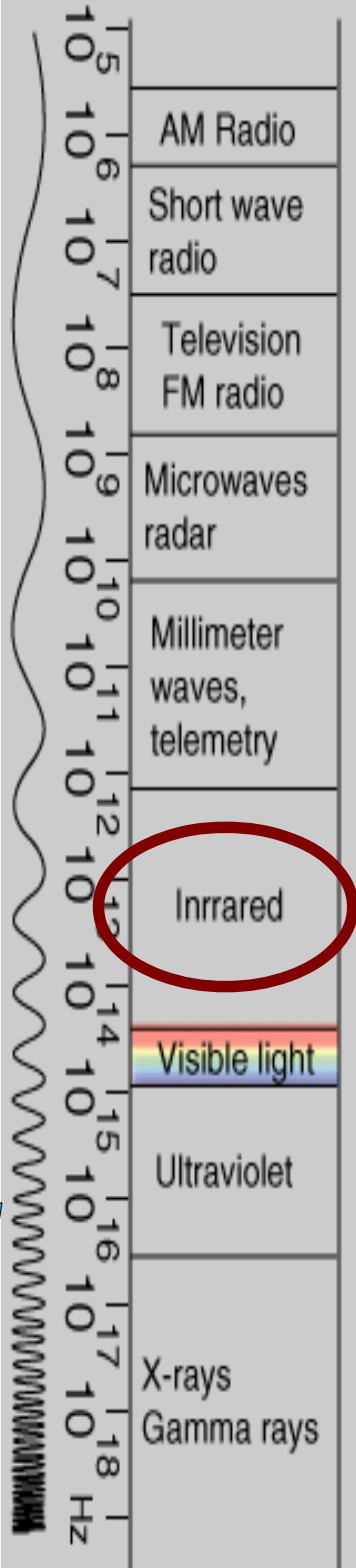 10^5
AM Radio
10^6
Short wave
radio
10^7
Television
FM radio
10^8
10^9
Microwaves
radar
10^10
Millimeter
waves,
telemetry
10^11
10^12
Inrrared
10^14
Visible light
10^15
Ultraviolet
10^16
10^17
X-rays
Gamma rays
10^18
Hz